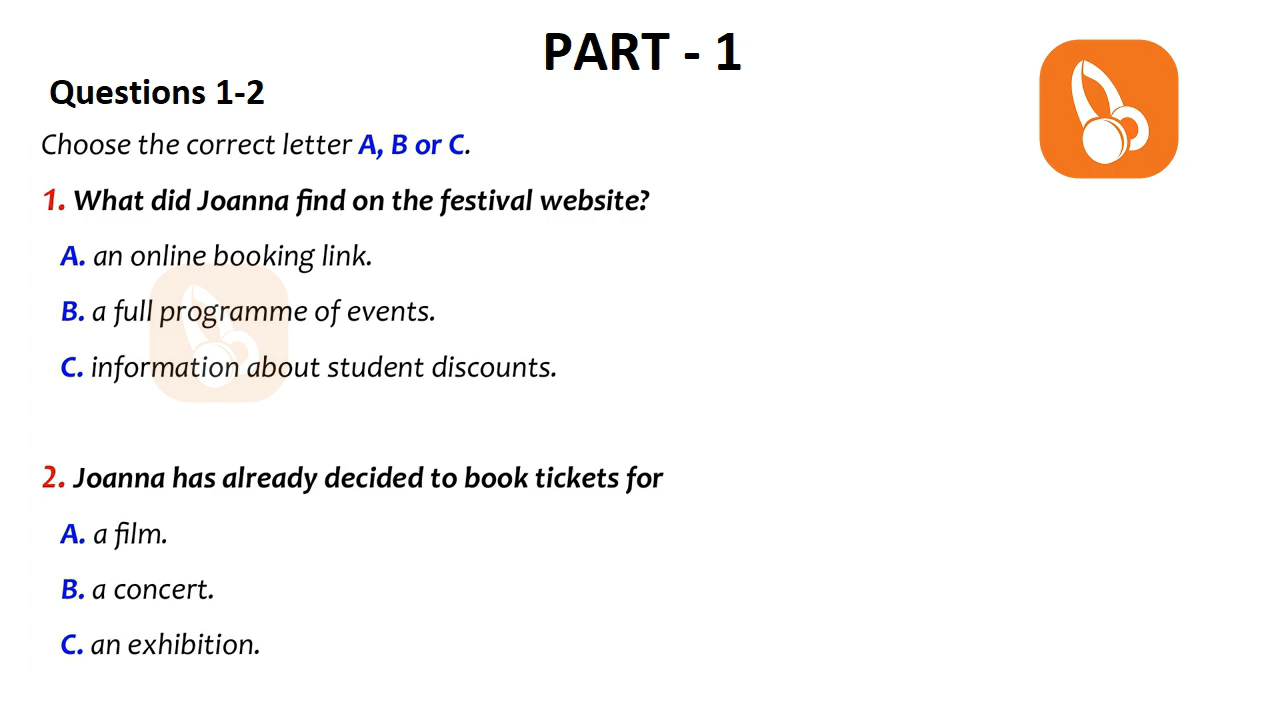 PART - 1
Questions 1-2
Choose the correct letter A, B or C.
1. What did Joanna find on the festival website?
A. an online booking link.
B. a full programme of events.
C. information about student discounts.
2. Joanna has already decided to book tickets for
A. a film.
B. a concert.
C. an exhibition.